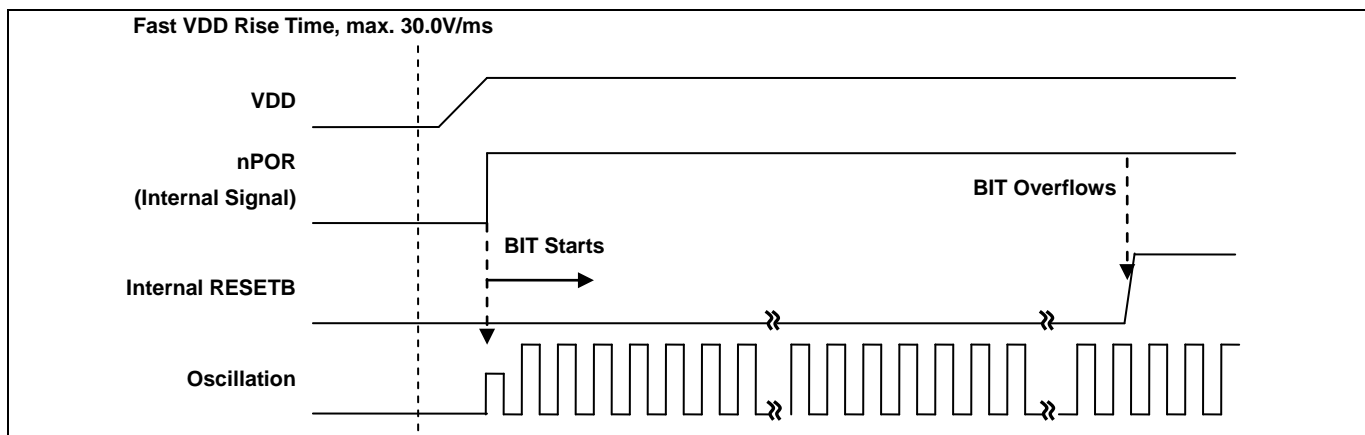 Fast VDD Rise Time, max. 30.0V/ms
VDD
nPOR
(Internal Signal)
BIT Overflows
BIT Starts
Internal RESETB
Oscillation